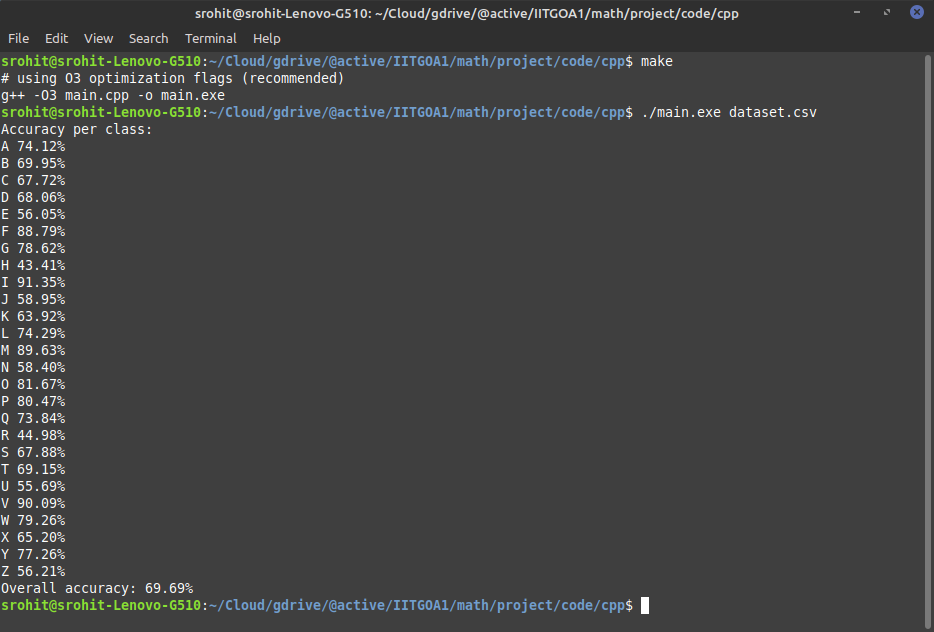 srohit@srohit-Lenovo-G510: ~/Cloud/gdrive/@active/IITGOA1/math/project/code/cpp
File Edit View Search Terminal Help
srohit@srohit-Lenovo-G510:~/Cloud/gdrive/@active/IITGOA1/math/project/code/cpp$ make
# using O3 optimization flags (recommended)
g++ -O3 main.cpp -o main.exe
srohit@srohit-Lenovo-G510:~/Cloud/gdrive/@active/IITGOA1/math/project/code/cpp$ ./main.exe dataset.csv
Accuracy per class:
A 74.12%
B 69.95%
C 67.72%
D 68.06%
E 56.05%
F 88.79%
G 78.62%
H 43.41%
I 91.35%
J 58.95%
K 63.92%
L 74.29%
M 89.63%
N 58.40%
O 81.67%
P 80.47%
Q 73.84%
R 44.98%
S 67.88%
T 69.15%
U 55.69%
V 90.09%
W 79.26%
X 65.20%
Y 77.26%
Z 56.21%
Overall accuracy: 69.69%
srohit@srohit-Lenovo-G510:~/Cloud/gdrive/@active/IITGOA1/math/project/code/cpp$